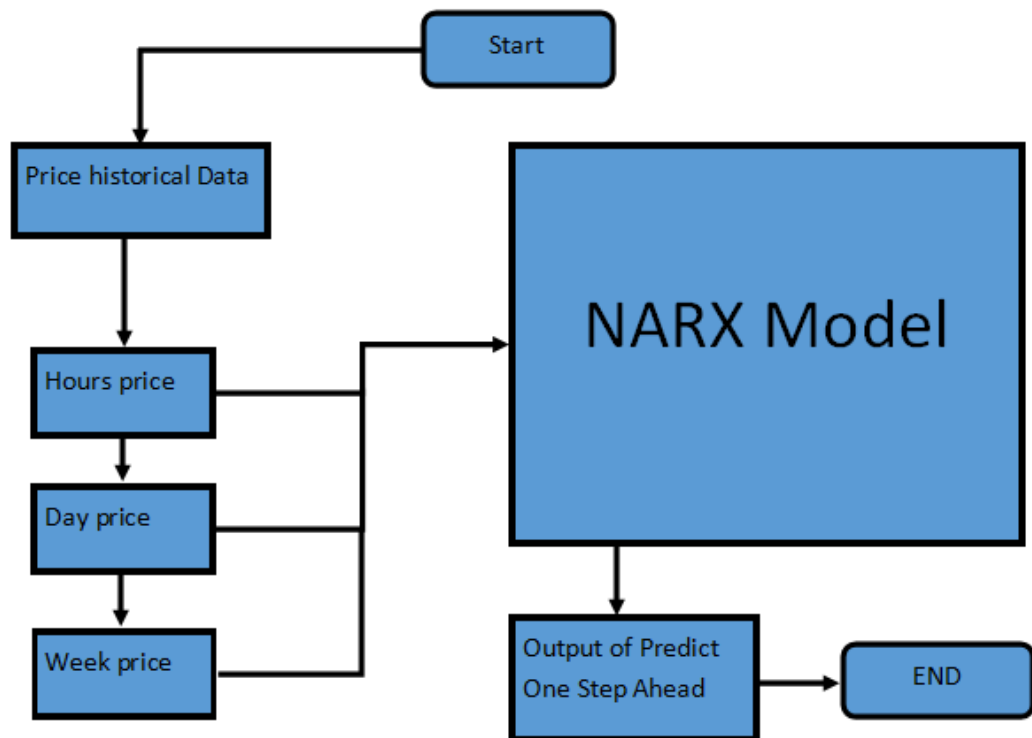 Start
Price historical Data
NARX Model
Hours price
Day price
Week price
Output of Predict
One Step Ahead
END